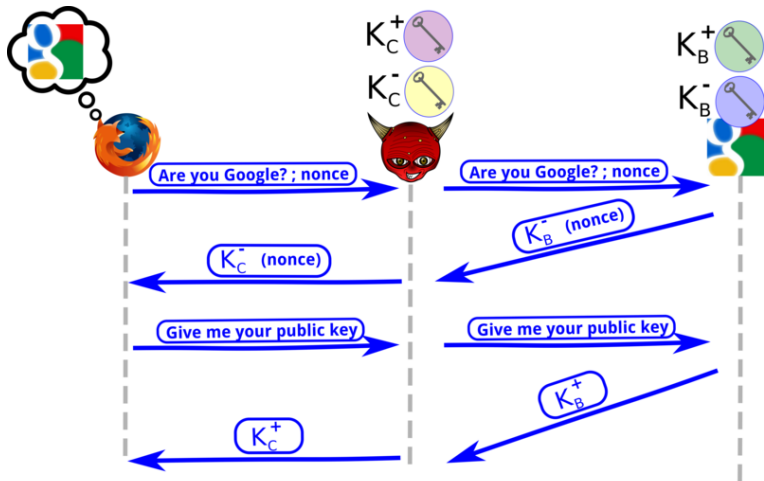 K_C^+
K_C^-
K_B^+
K_B^-
Are you Google? ; nonce
Are you Google? ; nonce
K_B^- (nonce)
K_C^- (nonce)
Give me your public key
Give me your public key
K_B^+
K_C^+